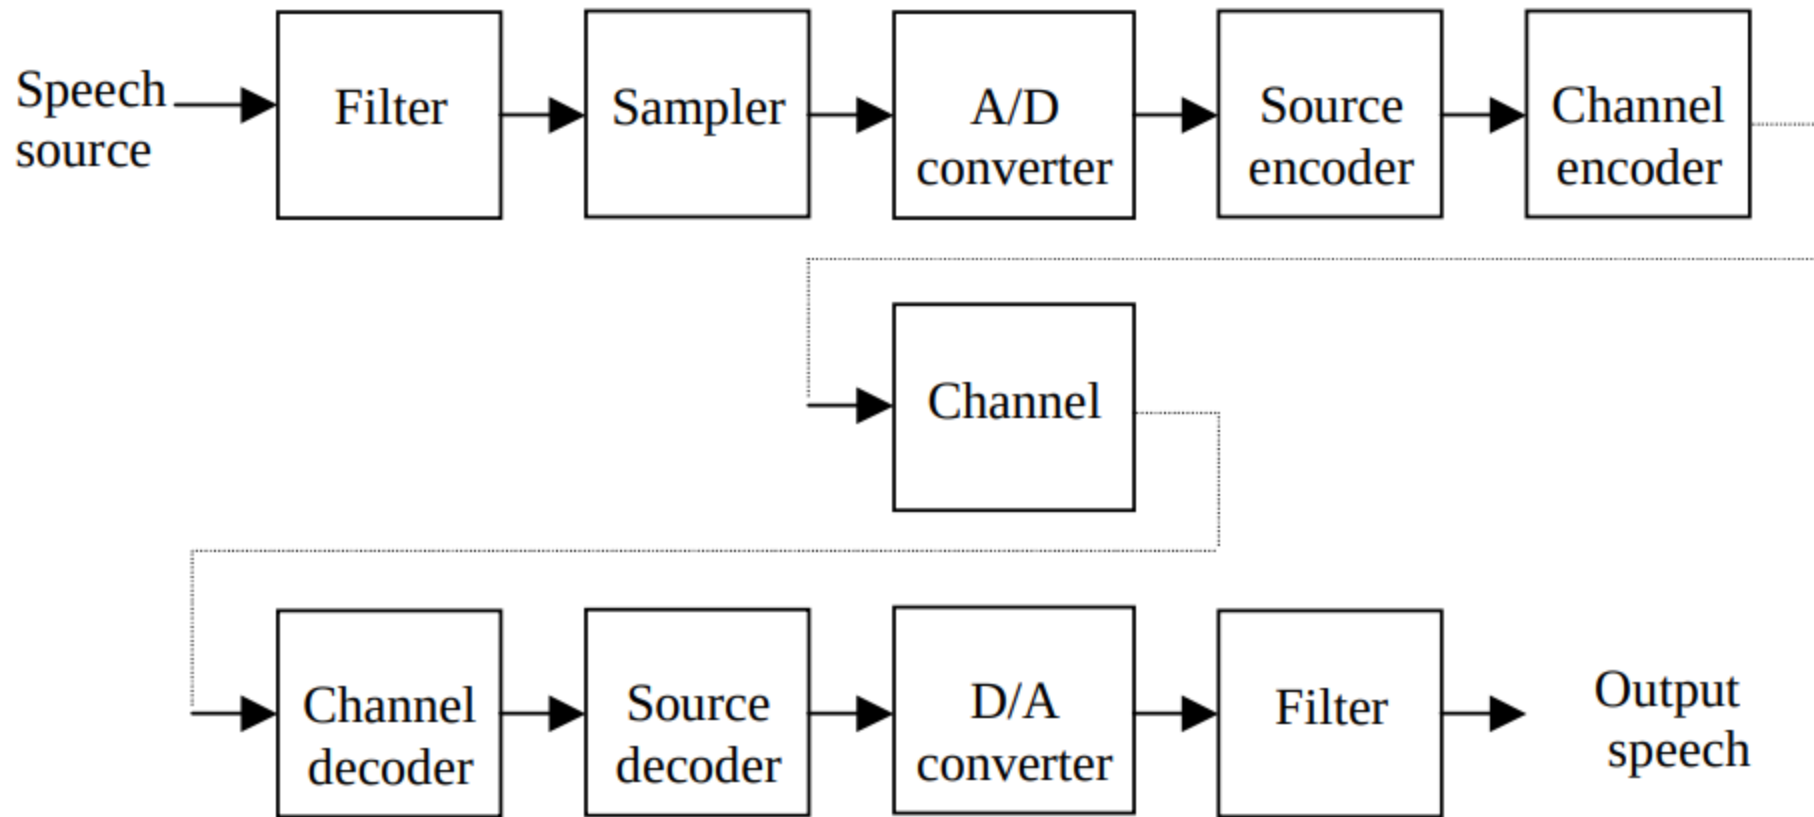 Speech
source
Filter
Sampler
A/D
converter
Source
encoder
Channel
encoder
Channel
Channel
decoder
Source
decoder
D/A
converter
Filter
Output
speech